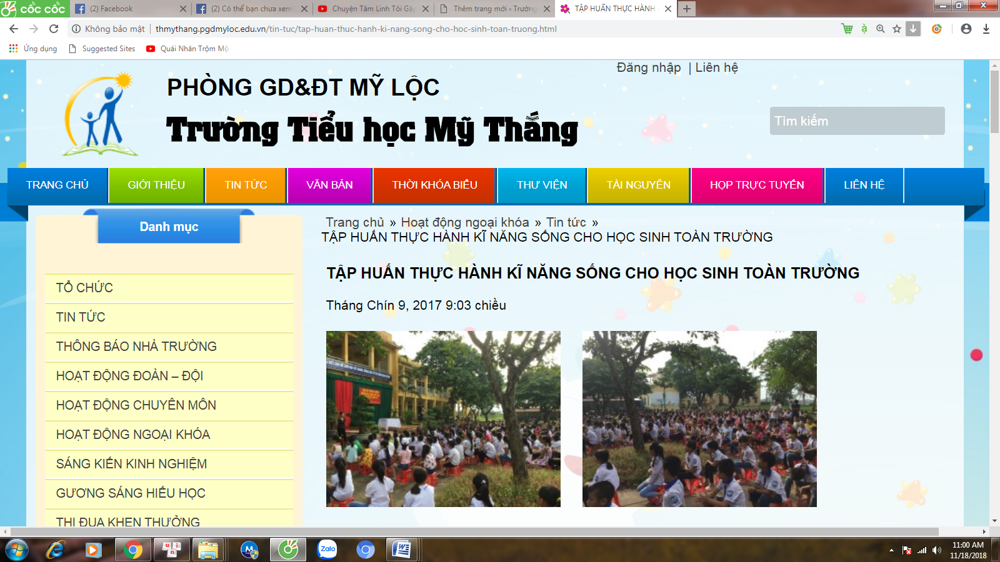 cốc cốc
(2) Facebook
(2) Có thể bạn chưa xem
Chuyện Tâm Linh Tôi Gặ
Thêm trang mới ‹ Trường
TẬP HUẤN THỰC HÀNH
Không bảo mật | thmythang.pgdmyloc.edu.vn/tin-tuc/tap-huan-thuc-hanh-ki-nang-song-cho-hoc-sinh-toan-truong.html
Ứng dụng
Suggested Sites
Quái Nhân Trộm Mộ
Đăng nhập | Liên hệ
PHÒNG GD&ĐT MỸ LỘC
Trường Tiểu học Mỹ Thắng
Tìm kiếm
TRANG CHỦ
GIỚI THIỆU
TIN TỨC
VĂN BẢN
THỜI KHÓA BIỂU
THƯ VIỆN
TÀI NGUYÊN
HỌP TRỰC TUYẾN
LIÊN HỆ
Danh mục
TỔ CHỨC
TIN TỨC
THÔNG BÁO NHÀ TRƯỜNG
HOẠT ĐỘNG ĐOÀN – ĐỘI
HOẠT ĐỘNG CHUYÊN MÔN
HOẠT ĐỘNG NGOẠI KHÓA
SÁNG KIẾN KINH NGHIỆM
GƯƠNG SÁNG HIẾU HỌC
THI ĐUA KHEN THƯỞNG
Trang chủ » Hoạt động ngoại khóa » Tin tức »
TẬP HUẤN THỰC HÀNH KĨ NĂNG SỐNG CHO HỌC SINH TOÀN TRƯỜNG
TẬP HUẤN THỰC HÀNH KĨ NĂNG SỐNG CHO HỌC SINH TOÀN TRƯỜNG
Tháng Chín 9, 2017 9:03 chiều
Zalo
11:00 AM
11/18/2018